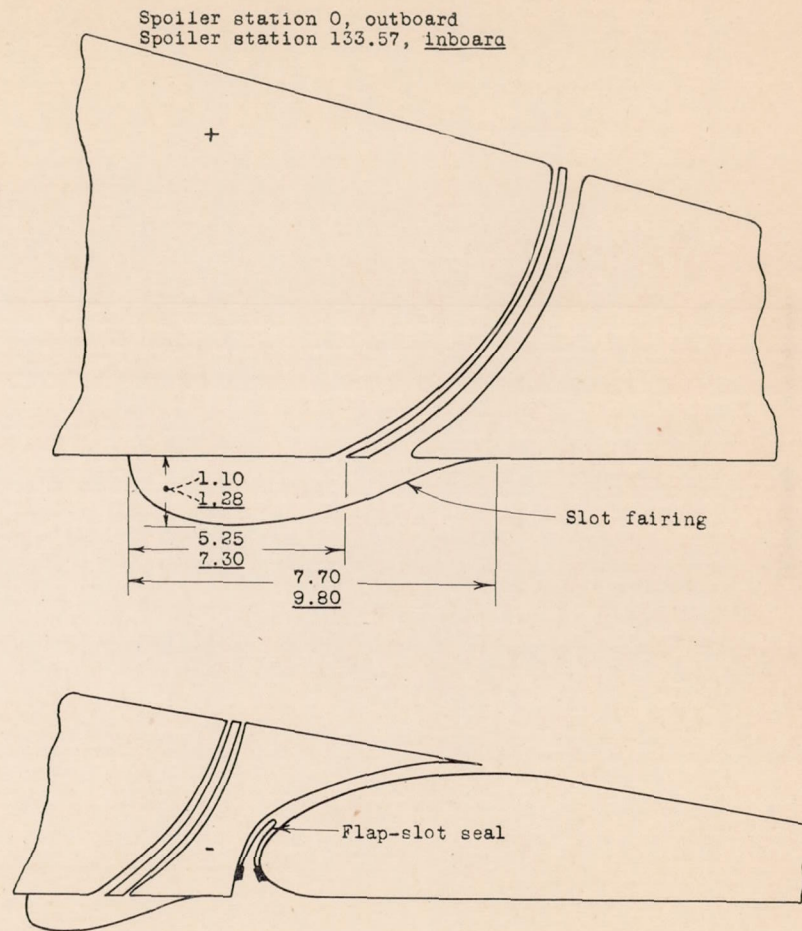 Spoiler station 0, outboard
Spoiler station 133.57, inboard
1.10
1.28
5.25
7.30
7.70
9.80
Slot fairing
Flap-slot seal